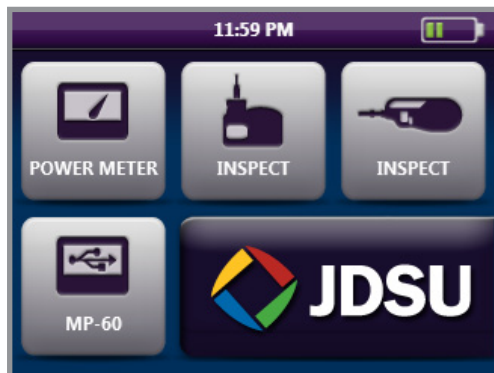 11:59 PM
POWER METER
INSPECT
INSPECT
MP-60
JDSU